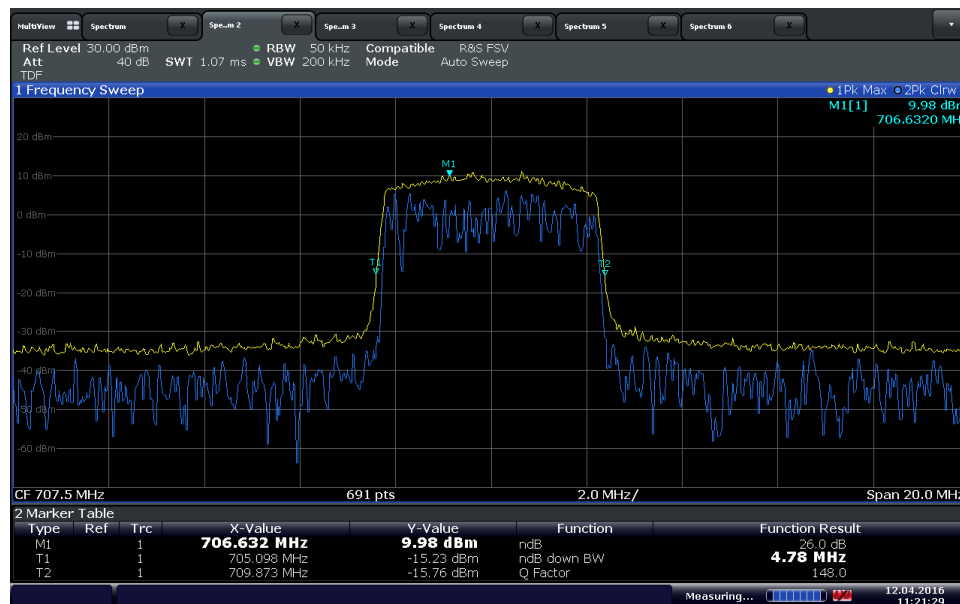 MultiView Spectrum X Spe...m 2 X Spe...m 3 X Spectrum 4 X Spectrum 5 X Spectrum 6 X
Ref Level 30.00 dBm RBW 50 kHz Compatible R&S FSV
Att 40 dB SWT 1.07 ms VBW 200 kHz Mode Auto Sweep
TDF
1 Frequency Sweep 1Pk Max 2Pk Clrw
M1[1] 9.98 dBm
706.6320 MH
20 dBm
M1
10 dBm
0 dBm
-10 dBm
T1 T2
-20 dBm
-30 dBm
-40 dBm
-50 dBm
-60 dBm
CF 707.5 MHz 691 pts 2.0 MHz/ Span 20.0 MHz
2 Marker Table
Type Ref Trc X-Value Y-Value Function Function Result
M1 1 706.632 MHz 9.98 dBm ndB 26.0 dB
T1 1 705.098 MHz -15.23 dBm ndB down BW 4.78 MHz
T2 1 709.873 MHz -15.76 dBm Q Factor 148.0
Measuring... 12.04.2016
11:21:29